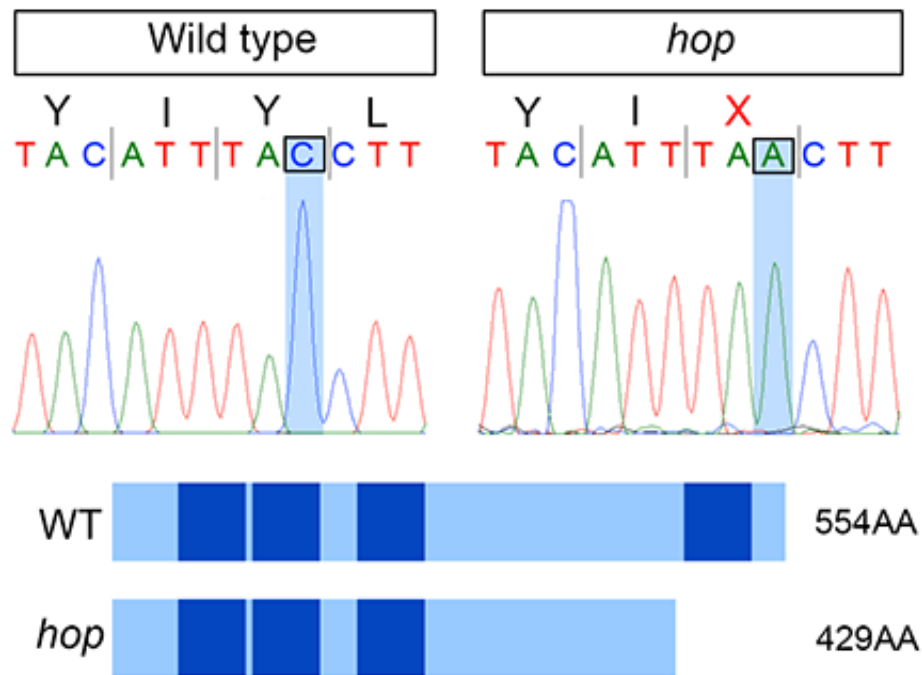 Wild type
hop
Y I Y L
Y I X
T A C A T T T A C C T T
T A C A T T T A A C T T
WT
554AA
hop
429AA